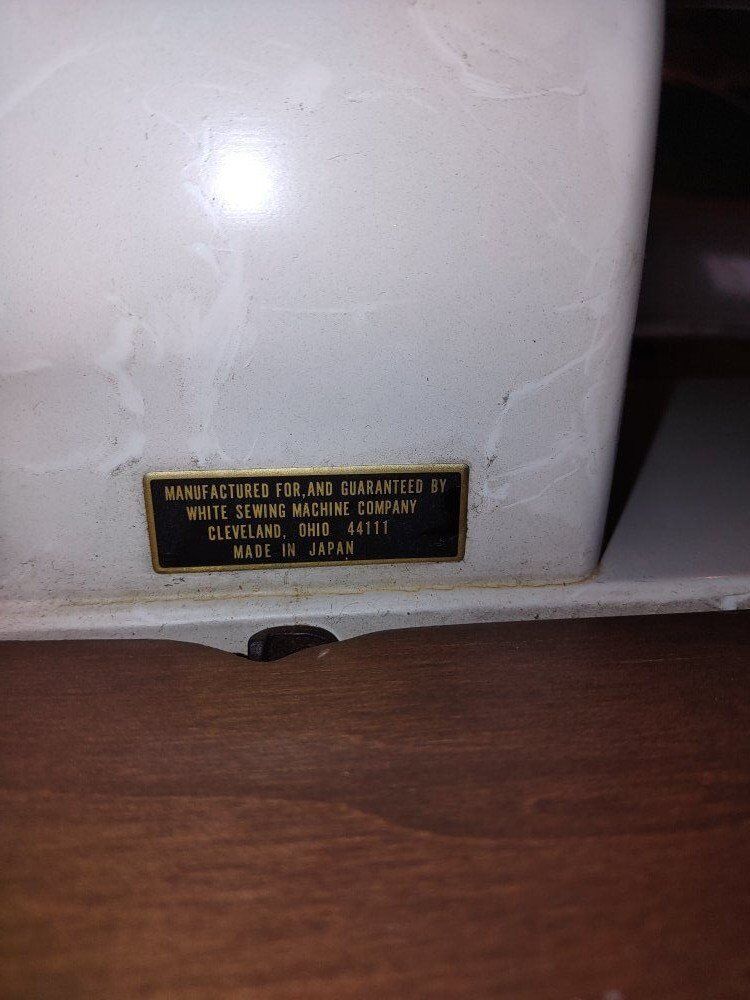 MANUFACTURED FOR,AND GUARANTEED BY
WHITE SEWING MACHINE COMPANY
CLEVELAND, OHIO 44111
MADE IN JAPAN